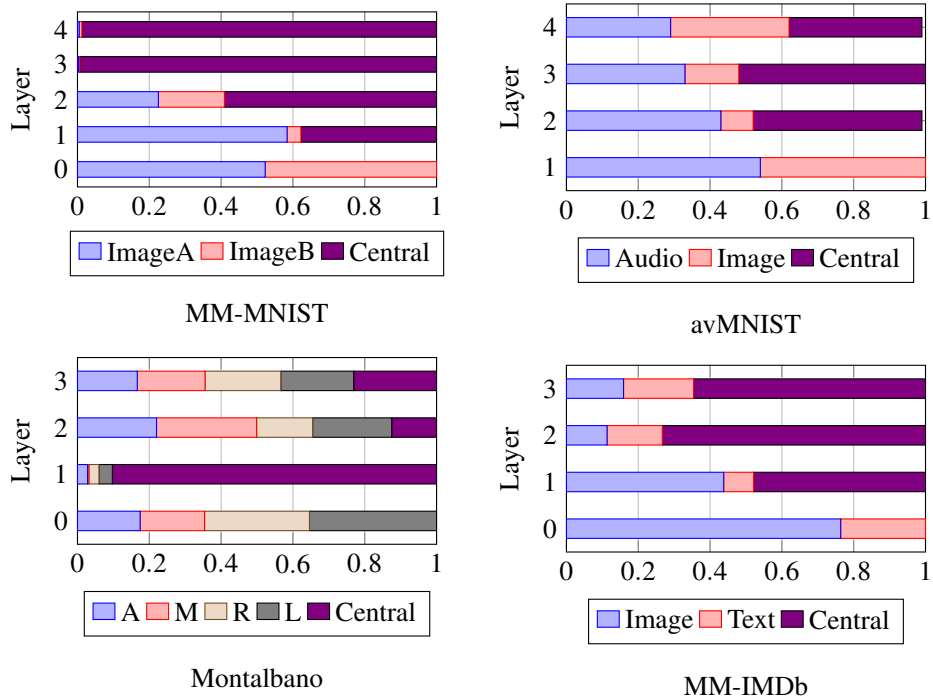 4
3
2
1
0
Layer
0 0.2 0.4 0.6 0.8 1
ImageA ImageB Central
MM-MNIST
4
3
2
1
Layer
0 0.2 0.4 0.6 0.8 1
Audio Image Central
avMNIST
3
2
1
0
Layer
0 0.2 0.4 0.6 0.8 1
A M R L Central
Montalbano
3
2
1
0
Layer
0 0.2 0.4 0.6 0.8 1
Image Text Central
MM-IMDb